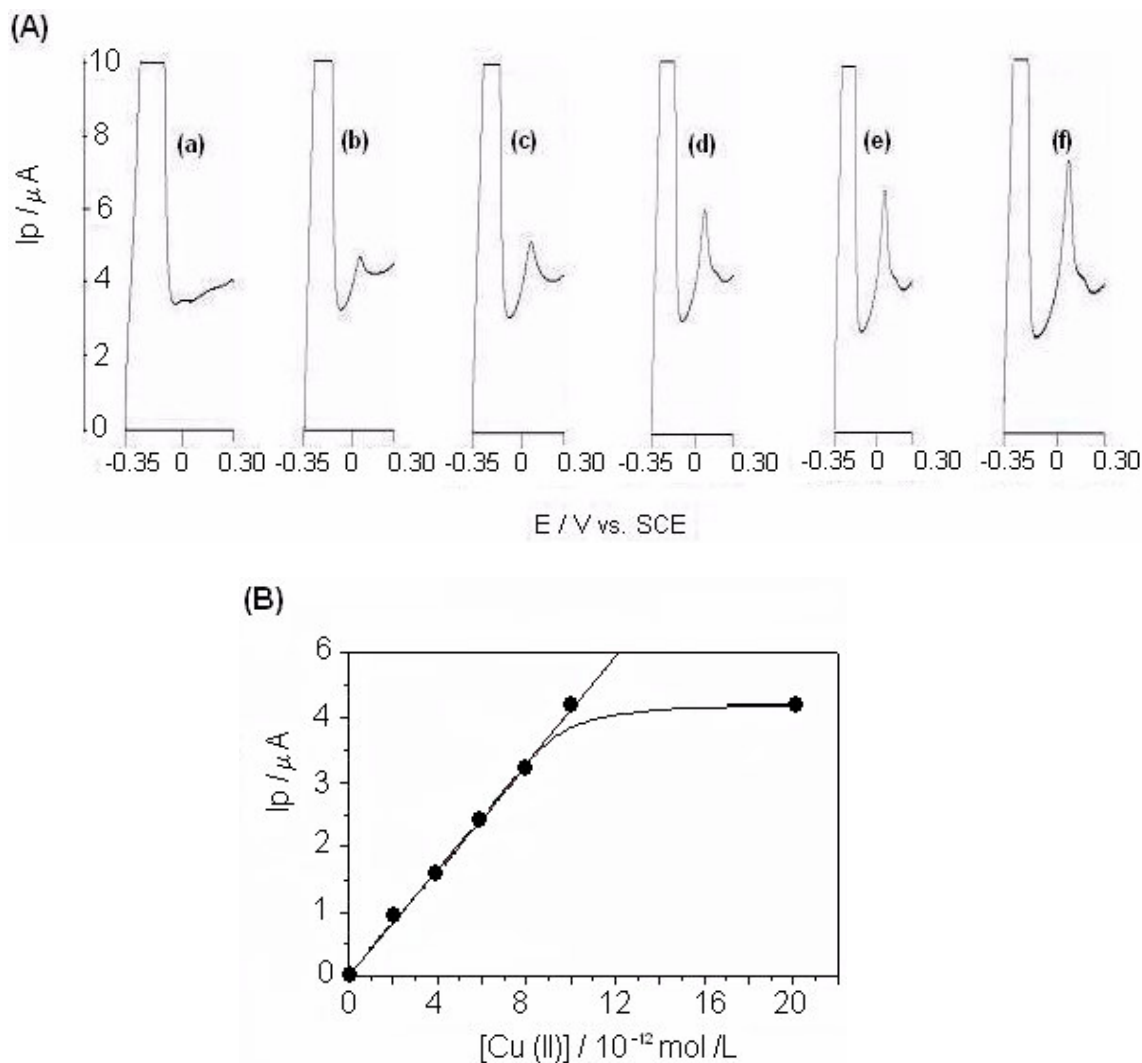 (A)
10
8
6
4
2
0
Ip / μA
(a)
(b)
(c)
(d)
(e)
(f)
-0.35 0 0.30
-0.35 0 0.30
-0.35 0 0.30
-0.35 0 0.30
-0.35 0 0.30
-0.35 0 0.30
E / V vs. SCE
(B)
6
5
4
3
2
1
0
Ip / μA
0 4 8 12 16 20
[Cu (II)] / 10⁻¹² mol /L